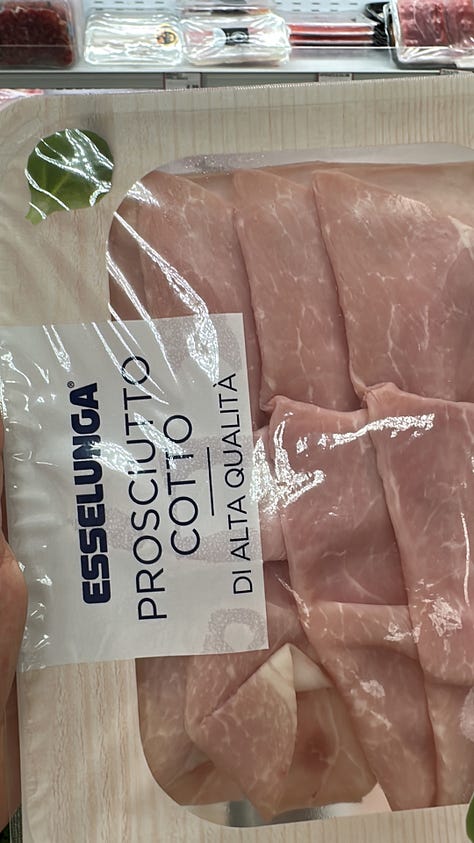 ESSELUNGA®
PROSCIUTTO
COTTO
DI ALTA QUALITÀ